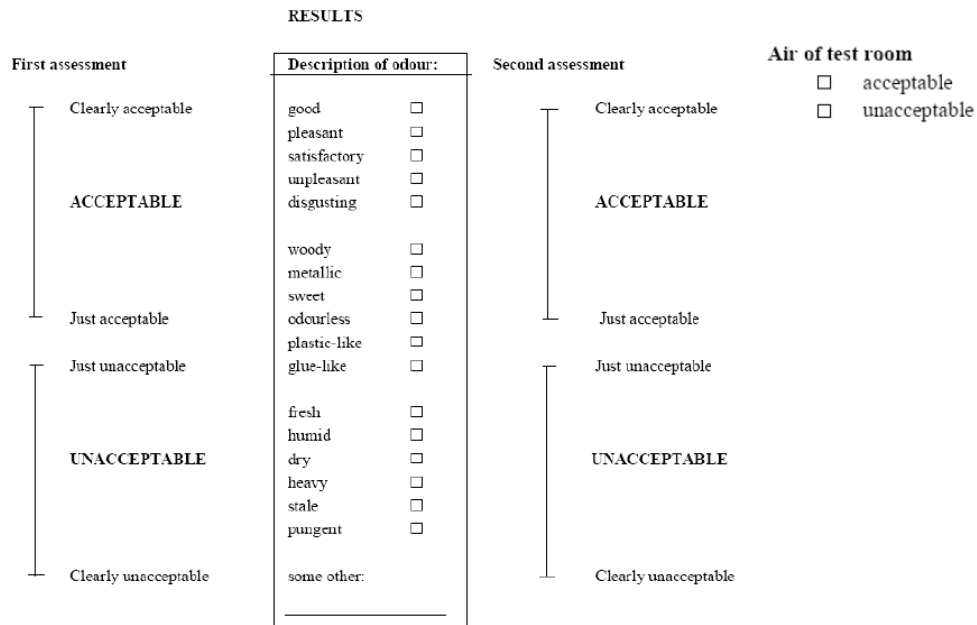 RESULTS
First assessment
Clearly acceptable
ACCEPTABLE
Just acceptable
Just unacceptable
UNACCEPTABLE
Clearly unacceptable
Description of odour:
good
pleasant
satisfactory
unpleasant
disgusting
woody
metallic
sweet
odourless
plastic-like
glue-like
fresh
humid
dry
heavy
stale
pungent
some other:
Second assessment
Clearly acceptable
ACCEPTABLE
Just acceptable
Just unacceptable
UNACCEPTABLE
Clearly unacceptable
Air of test room
acceptable
unacceptable